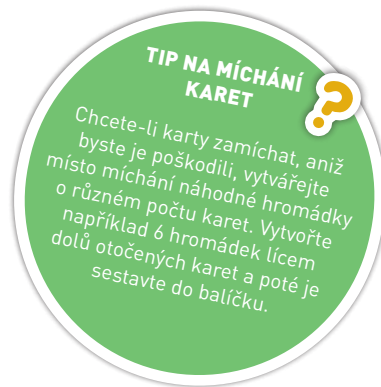 TIP NA MÍCHÁNÍ
KARET
?
Chcete-li karty zamíchat, aniž
byste je poškodili, vytvářejte
místo míchání náhodné hromádky
o různém počtu karet. Vytvořte
například 6 hromádek lícem
dolů otočených karet a poté je
sestavte do balíčku.